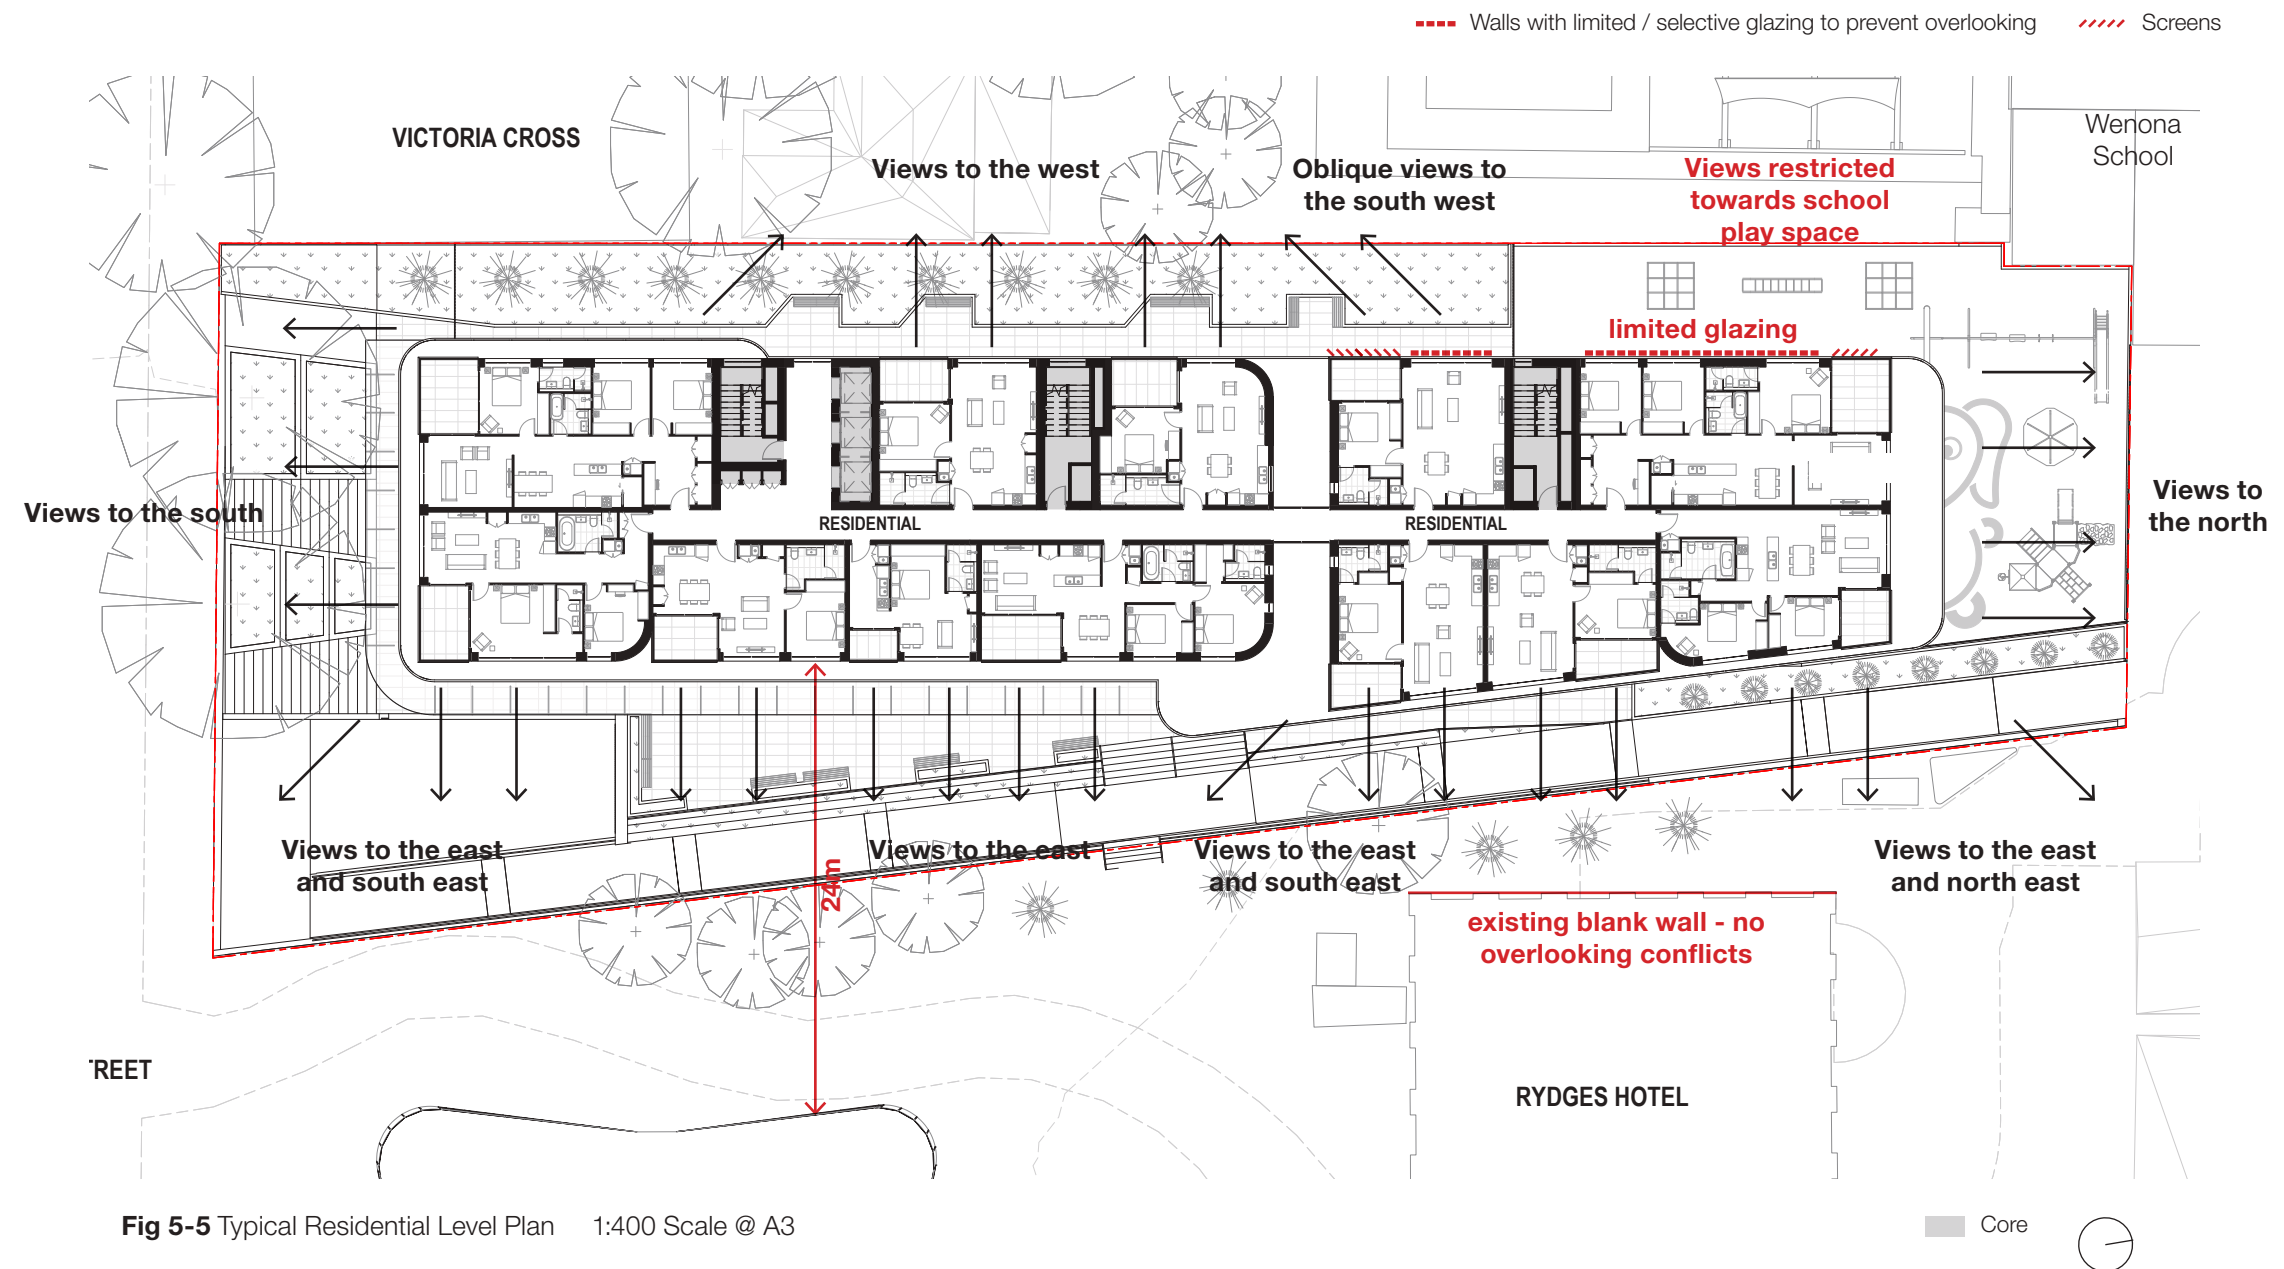 Walls with limited / selective glazing to prevent overlooking
Screens
VICTORIA CROSS
Wenona
School
Views to the west
Oblique views to
the south west
Views restricted
towards school
play space
limited glazing
Views to the south
RESIDENTIAL
RESIDENTIAL
Views to
the north
Views to the east
and south east
24m
Views to the east
Views to the east
and south east
Views to the east
and north east
existing blank wall - no
overlooking conflicts
TREET
RYDGES HOTEL
Fig 5-5 Typical Residential Level Plan 1:400 Scale @ A3
Core